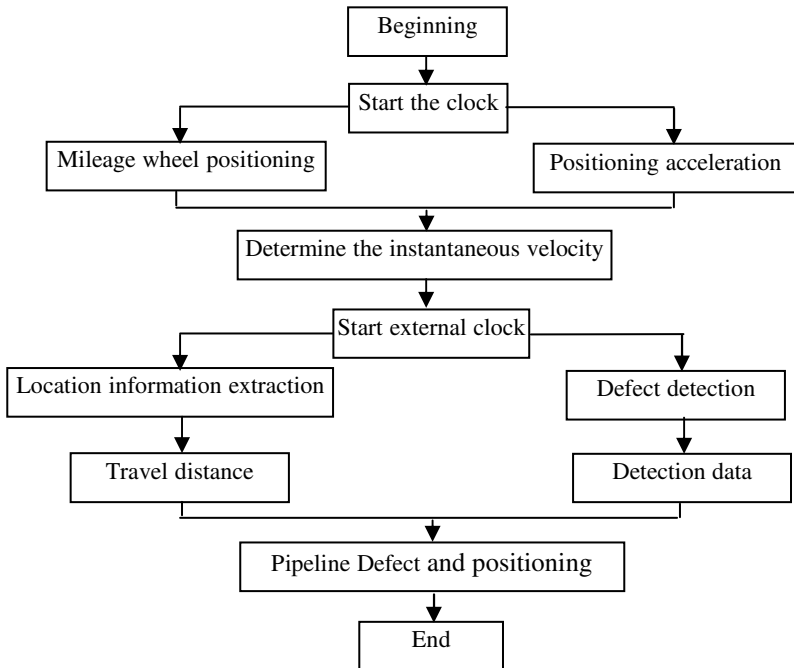 Beginning
Start the clock
Mileage wheel positioning
Positioning acceleration
Determine the instantaneous velocity
Start external clock
Location information extraction
Defect detection
Travel distance
Detection data
Pipeline Defect and positioning
End